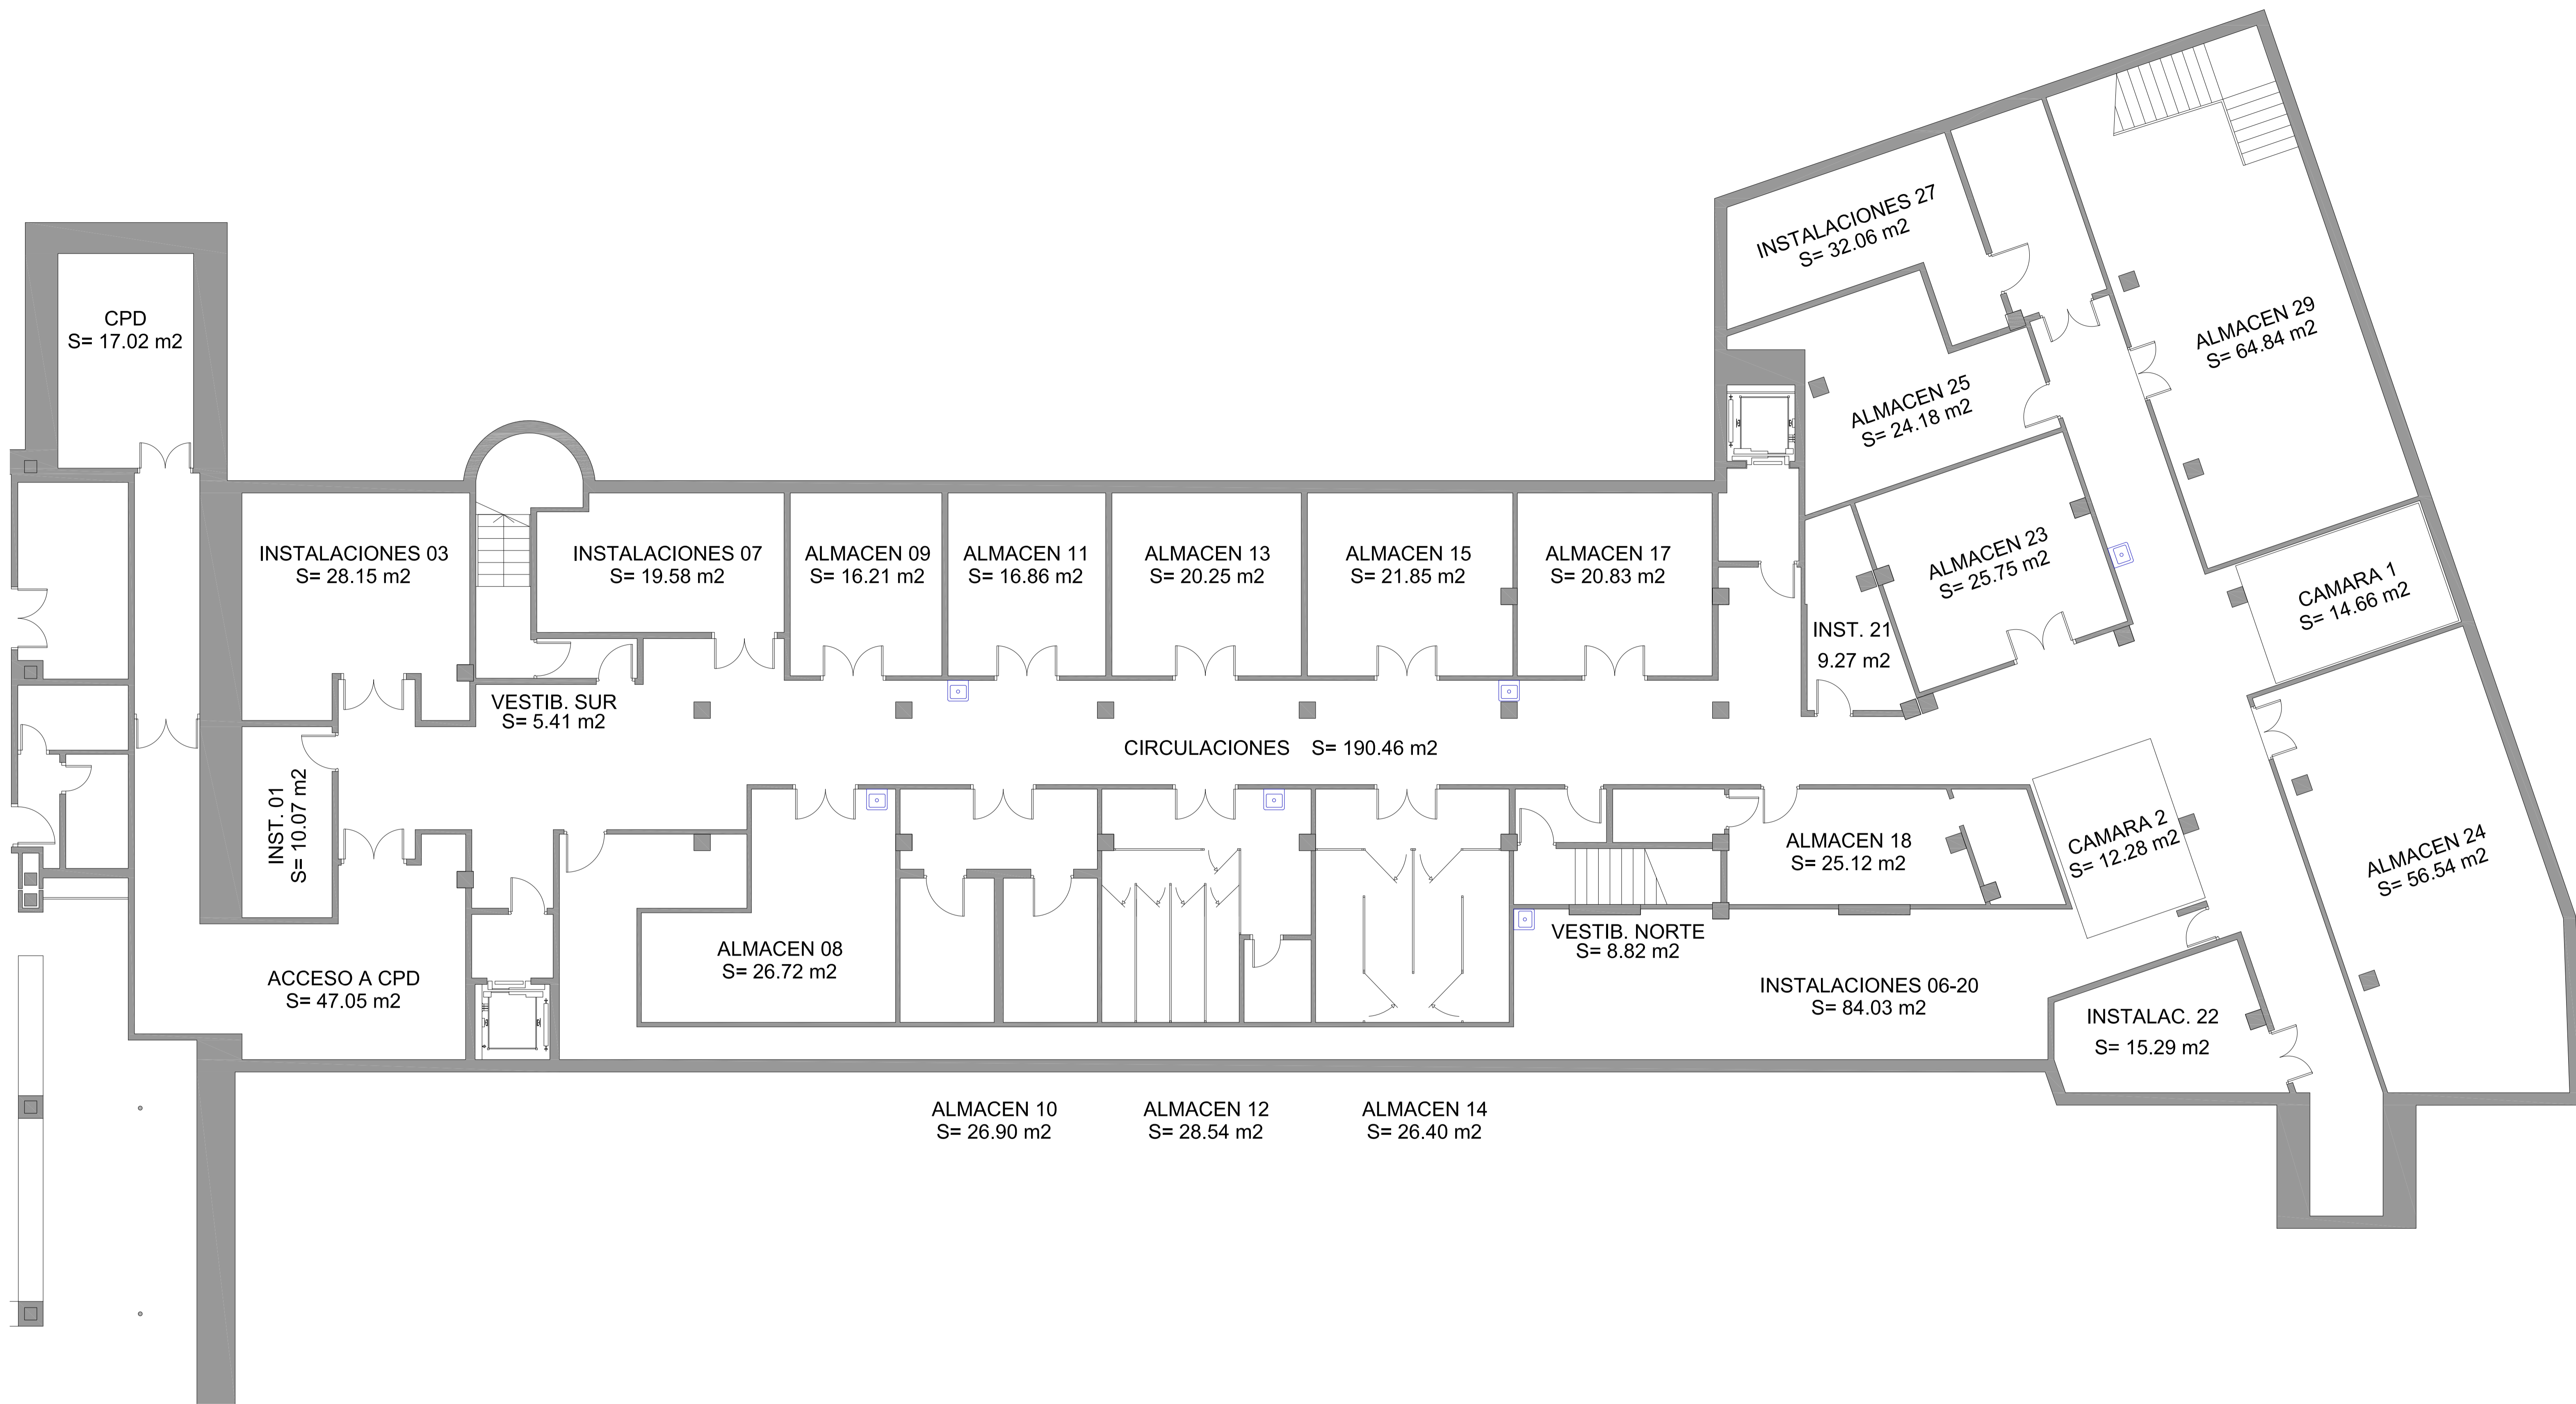 INSTALACIONES 27
S= 32.06 m2
CPD
S= 17.02 m2
ALMACEN 29
S= 64.84 m2
ALMACEN 25
S= 24.18 m2
INSTALACIONES 03
S= 28.15 m2
INSTALACIONES 07
S= 19.58 m2
ALMACEN 09
S= 16.21 m2
ALMACEN 11
S= 16.86 m2
ALMACEN 13
S= 20.25 m2
ALMACEN 15
S= 21.85 m2
ALMACEN 17
S= 20.83 m2
ALMACEN 23
S= 25.75 m2
CAMARA 1
S= 14.66 m2
INST. 21
9.27 m2
VESTIB. SUR
S= 5.41 m2
CIRCULACIONES S= 190.46 m2
INST. 01
S= 10.07 m2
ALMACEN 18
S= 25.12 m2
CAMARA 2
S= 12.28 m2
ALMACEN 24
S= 56.54 m2
ALMACEN 08
S= 26.72 m2
VESTIB. NORTE
S= 8.82 m2
ACCESO A CPD
S= 47.05 m2
INSTALACIONES 06-20
S= 84.03 m2
INSTALAC. 22
S= 15.29 m2
ALMACEN 10
S= 26.90 m2
ALMACEN 12
S= 28.54 m2
ALMACEN 14
S= 26.40 m2